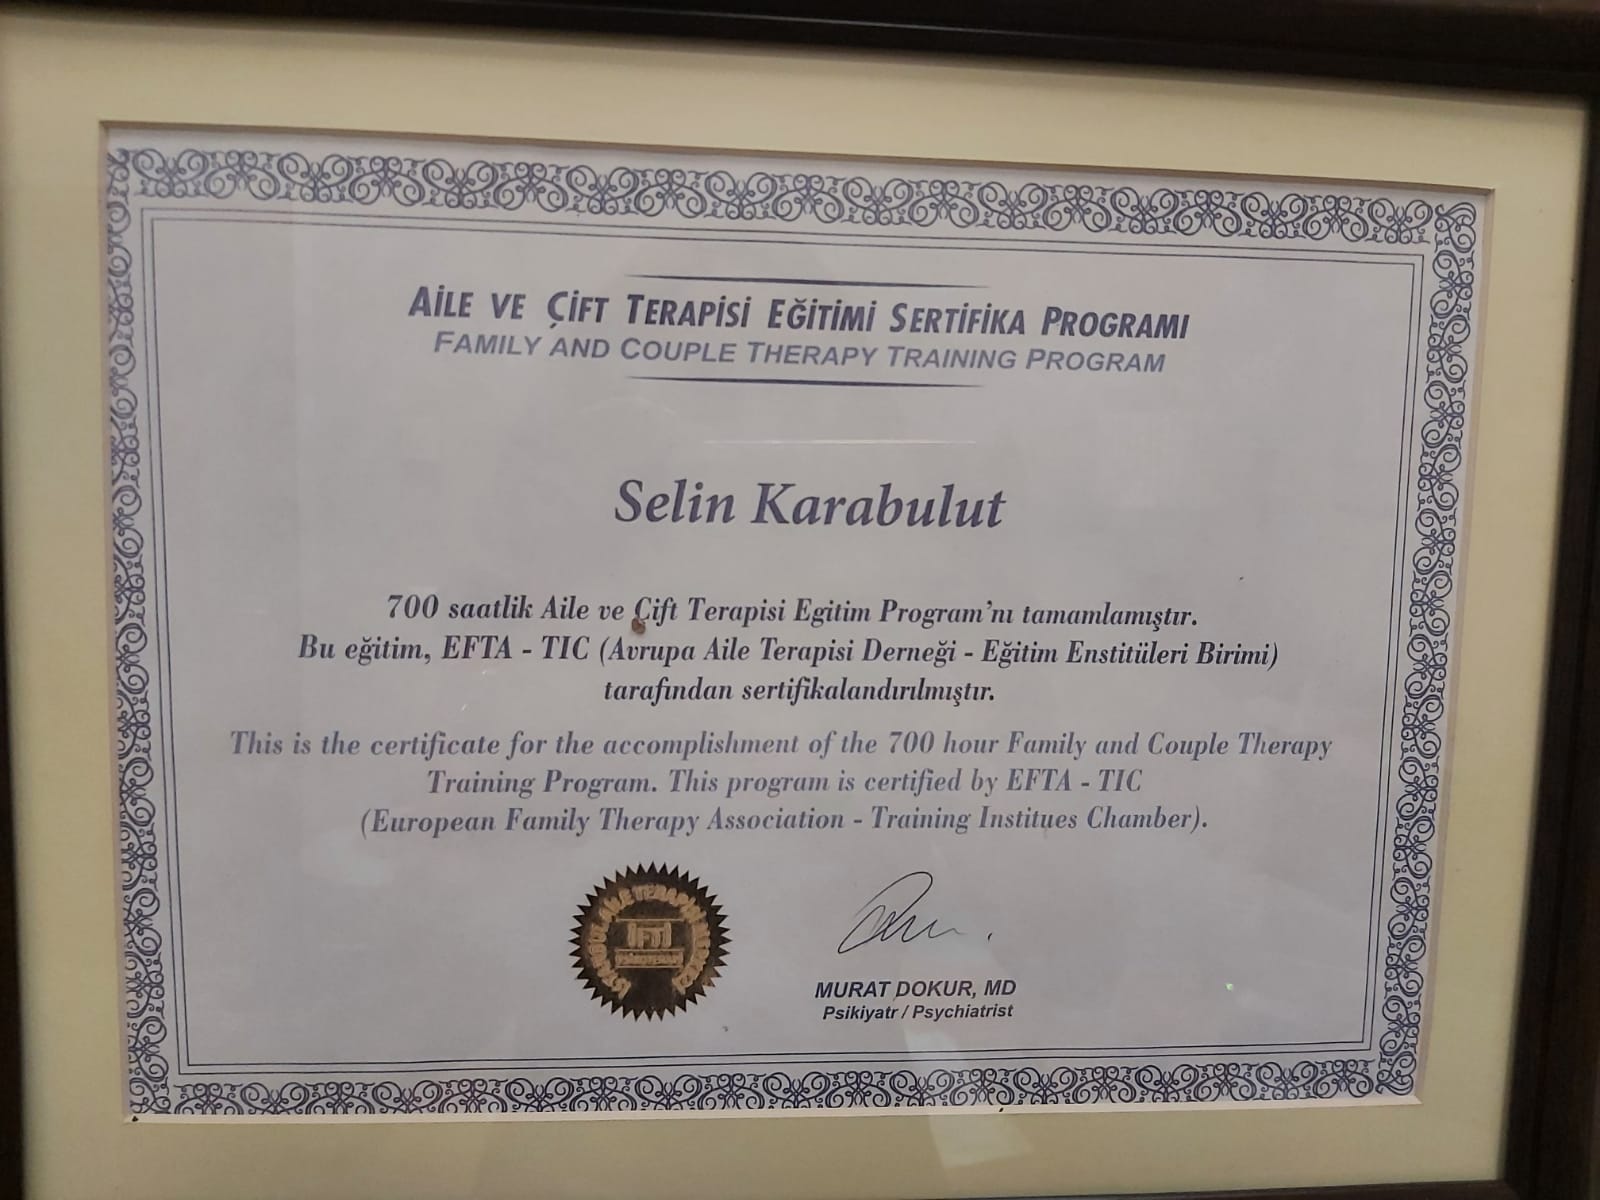 AİLE VE ÇİFT TERAPİSİ EĞİTİMİ SERTİFİKA PROGRAMI
FAMILY AND COUPLE THERAPY TRAINING PROGRAM
Selin Karabulut
700 saatlik Aile ve Çift Terapisi Egitim Program'nı tamamlamıştır.
Bu eğitim, EFTA - TIC (Avrupa Aile Terapisi Derneği - Eğitim Enstitüleri Birimi)
tarafından sertifikalandırılmıştır.
This is the certificate for the accomplishment of the 700 hour Family and Couple Therapy
Training Program. This program is certified by EFTA - TIC
(European Family Therapy Association - Training Institues Chamber).
MURAT DOKUR, MD
Psikiyatr / Psychiatrist